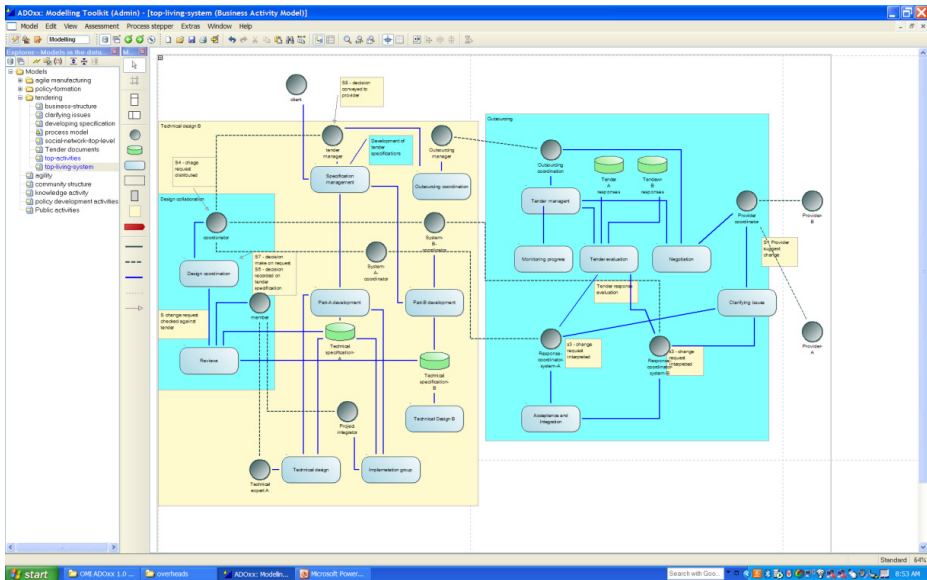 ADOxx: Modelling Toolkit (Admin) - [top-living-system (Business Activity Model)]
Model Edit View Assessment Process stepper Extras Window Help
Modelling
Explorer - Models in the data...
M...
Models
agile manufacturing
policy-formation
tendering
business-structure
clarifying issues
developing specification
process model
social-network-top-level
Tender documents
top-activities
top-living-system
agility
community structure
knowledge activity
policy development activities
Public activities
client
S8 - decision
conveyed to
provider
Technical design B
tender
manager
Development of
tender
specifications
Outsourcing
manager
Outsourcing
Outsourcing
coordination
Tender
A
responses
B
responses
S4 - chage
request
distributed
Specification
management
Outsourcing coordination
Design collaboration
Tender managent
Provider
coordinator
Provider-
B
coordinator
System
B-
coordinator
System
A-
coordinator
S7 - decision
make on request
S5 - decision
recorded on
tender
specification
Design coordination
Monitoring progress
Tender evaluation
Negotiation
S1 Provider
suggest
change
Tender response
evaluation
member
Part-A development
Part-B development
Clarifying issues
S change request
checked against
tender
Technical
specification-
A
Response-
coordinator
system-A
s3 - change
request
interpreted
Response-
coordinator
s3 - change
request
interpreted
Provider-
A
Reviews
Technical
specification-
B
Project
integrator
Technical Design B
Acceptance and
Integration
Technical
expert A
Technical design
Implemetation group
Standard 64%
start
OMI ADOxx 1.0 ...
overheads
ADOxx: Modellin...
Microsoft Power...
Search with Goo...
8:53 AM